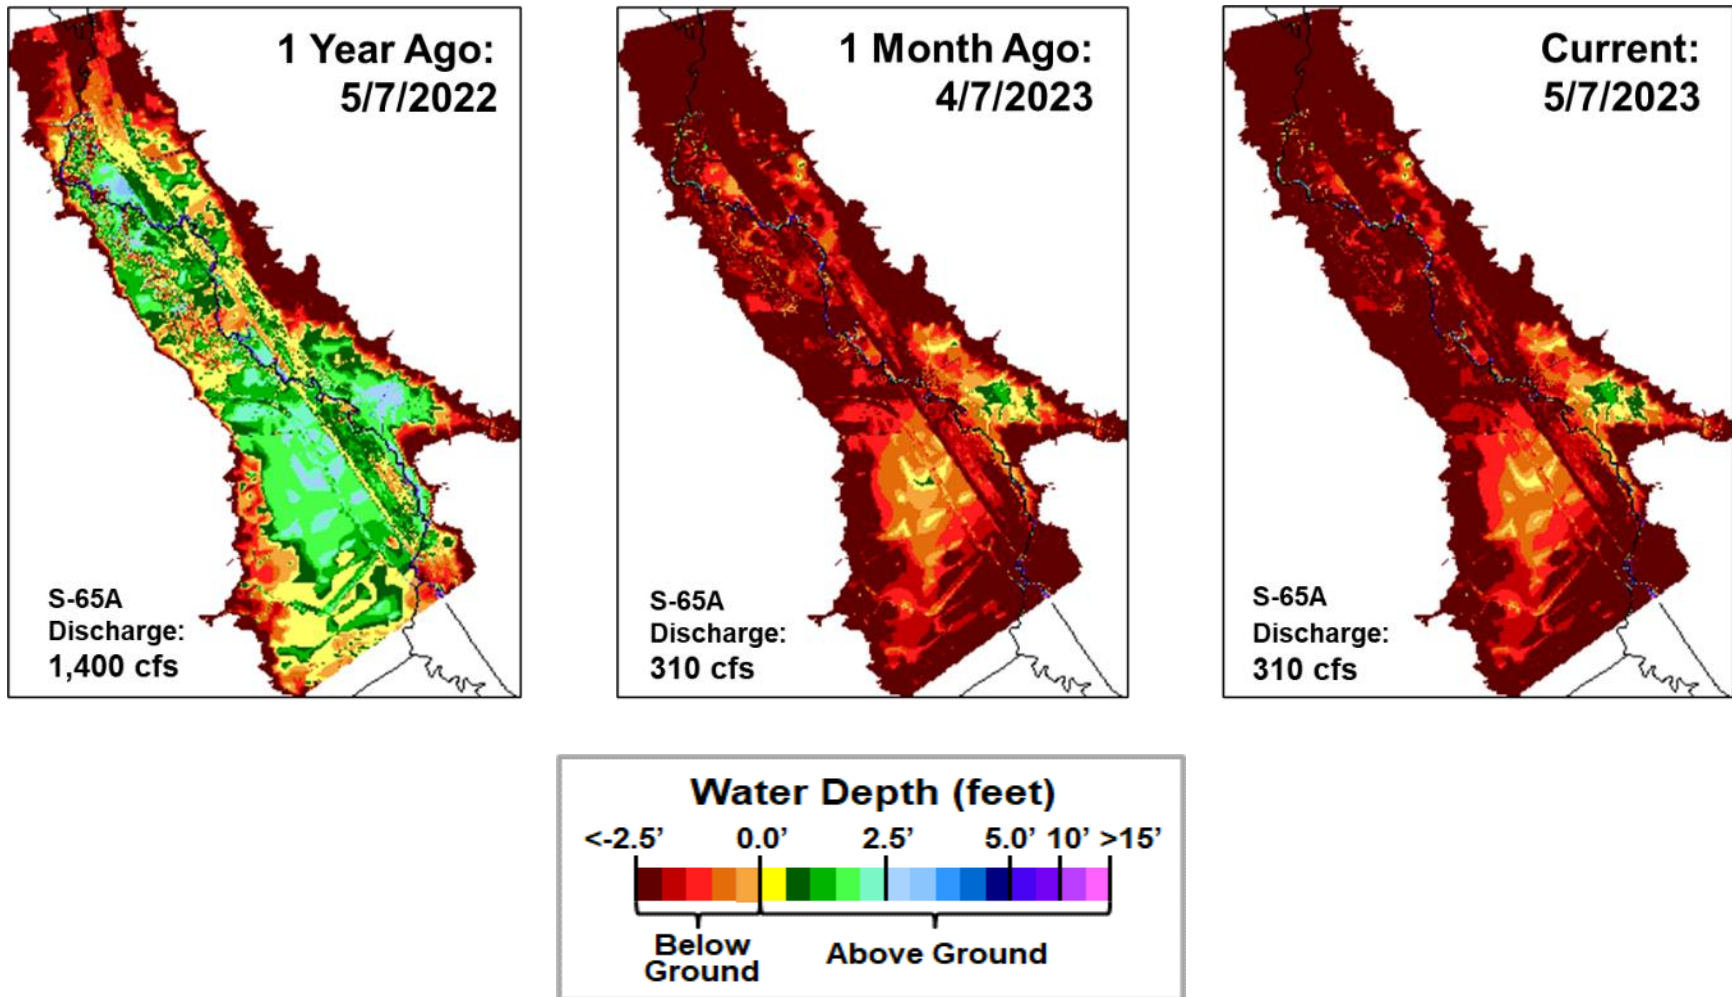 1 Year Ago:
5/7/2022
S-65A
Discharge:
1,400 cfs
1 Month Ago:
4/7/2023
S-65A
Discharge:
310 cfs
Current:
5/7/2023
S-65A
Discharge:
310 cfs
Water Depth (feet)
<-2.5’ 0.0’ 2.5’ 5.0’ 10’ >15’
Below
Ground
Above Ground